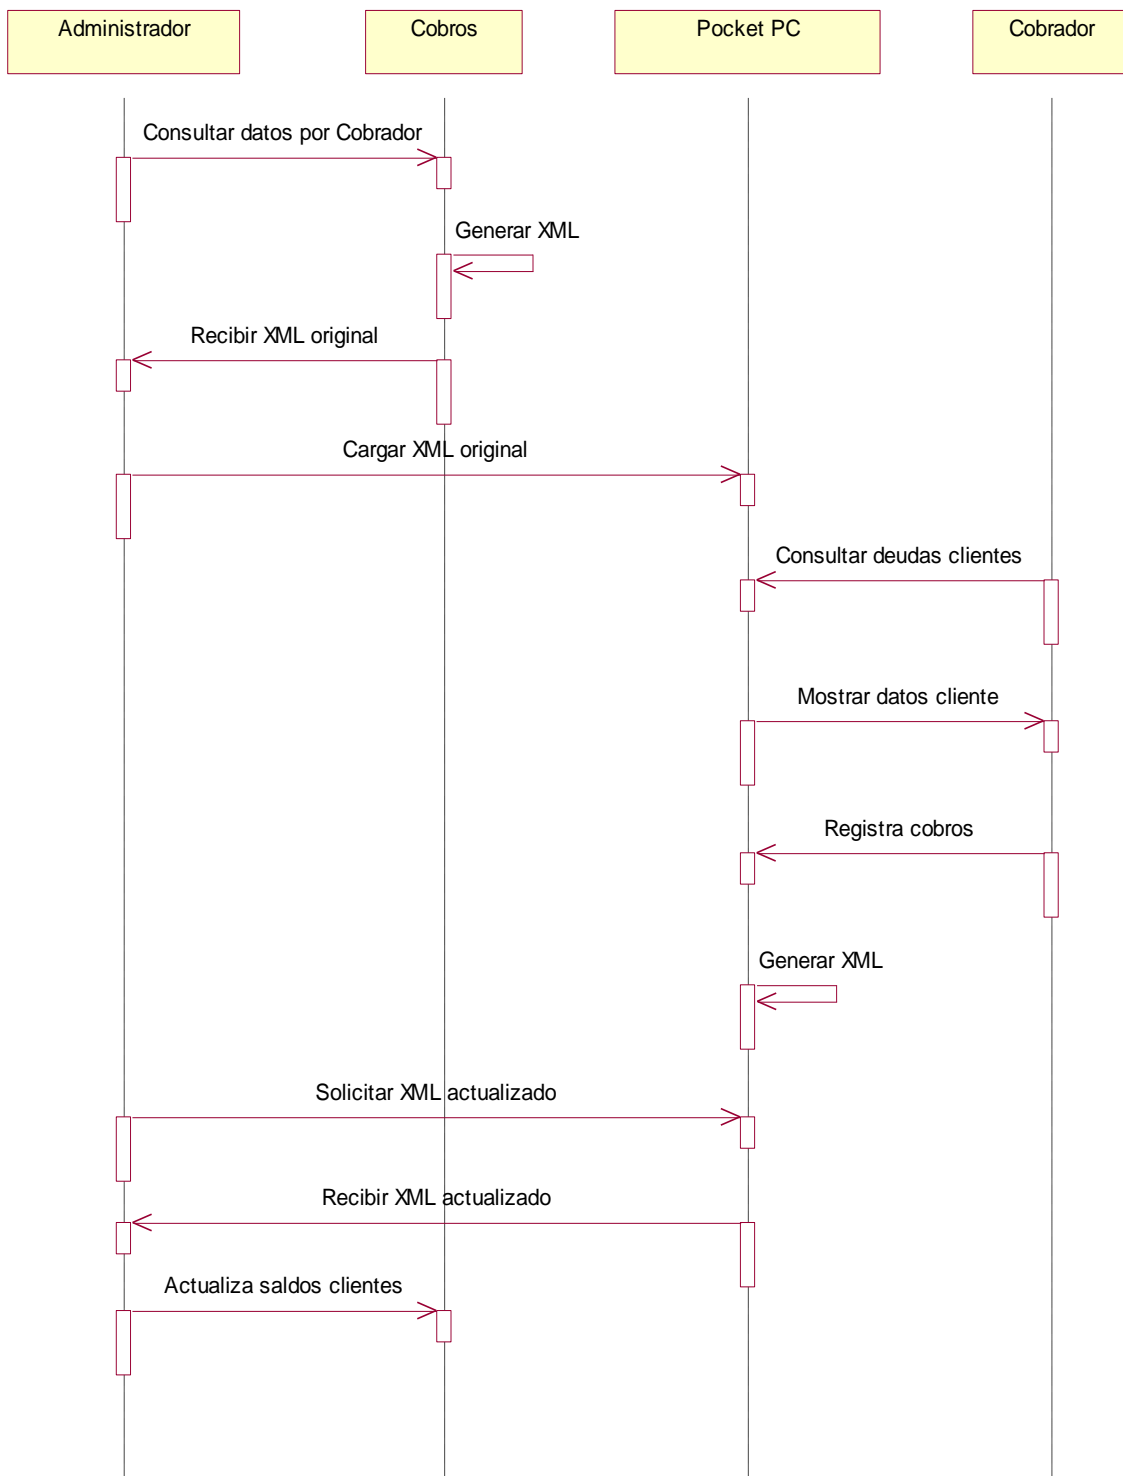 Administrador
Cobros
Pocket PC
Cobrador
Consultar datos por Cobrador
Generar XML
Recibir XML original
Cargar XML original
Consultar deudas clientes
Mostrar datos cliente
Registra cobros
Generar XML
Solicitar XML actualizado
Recibir XML actualizado
Actualiza saldos clientes